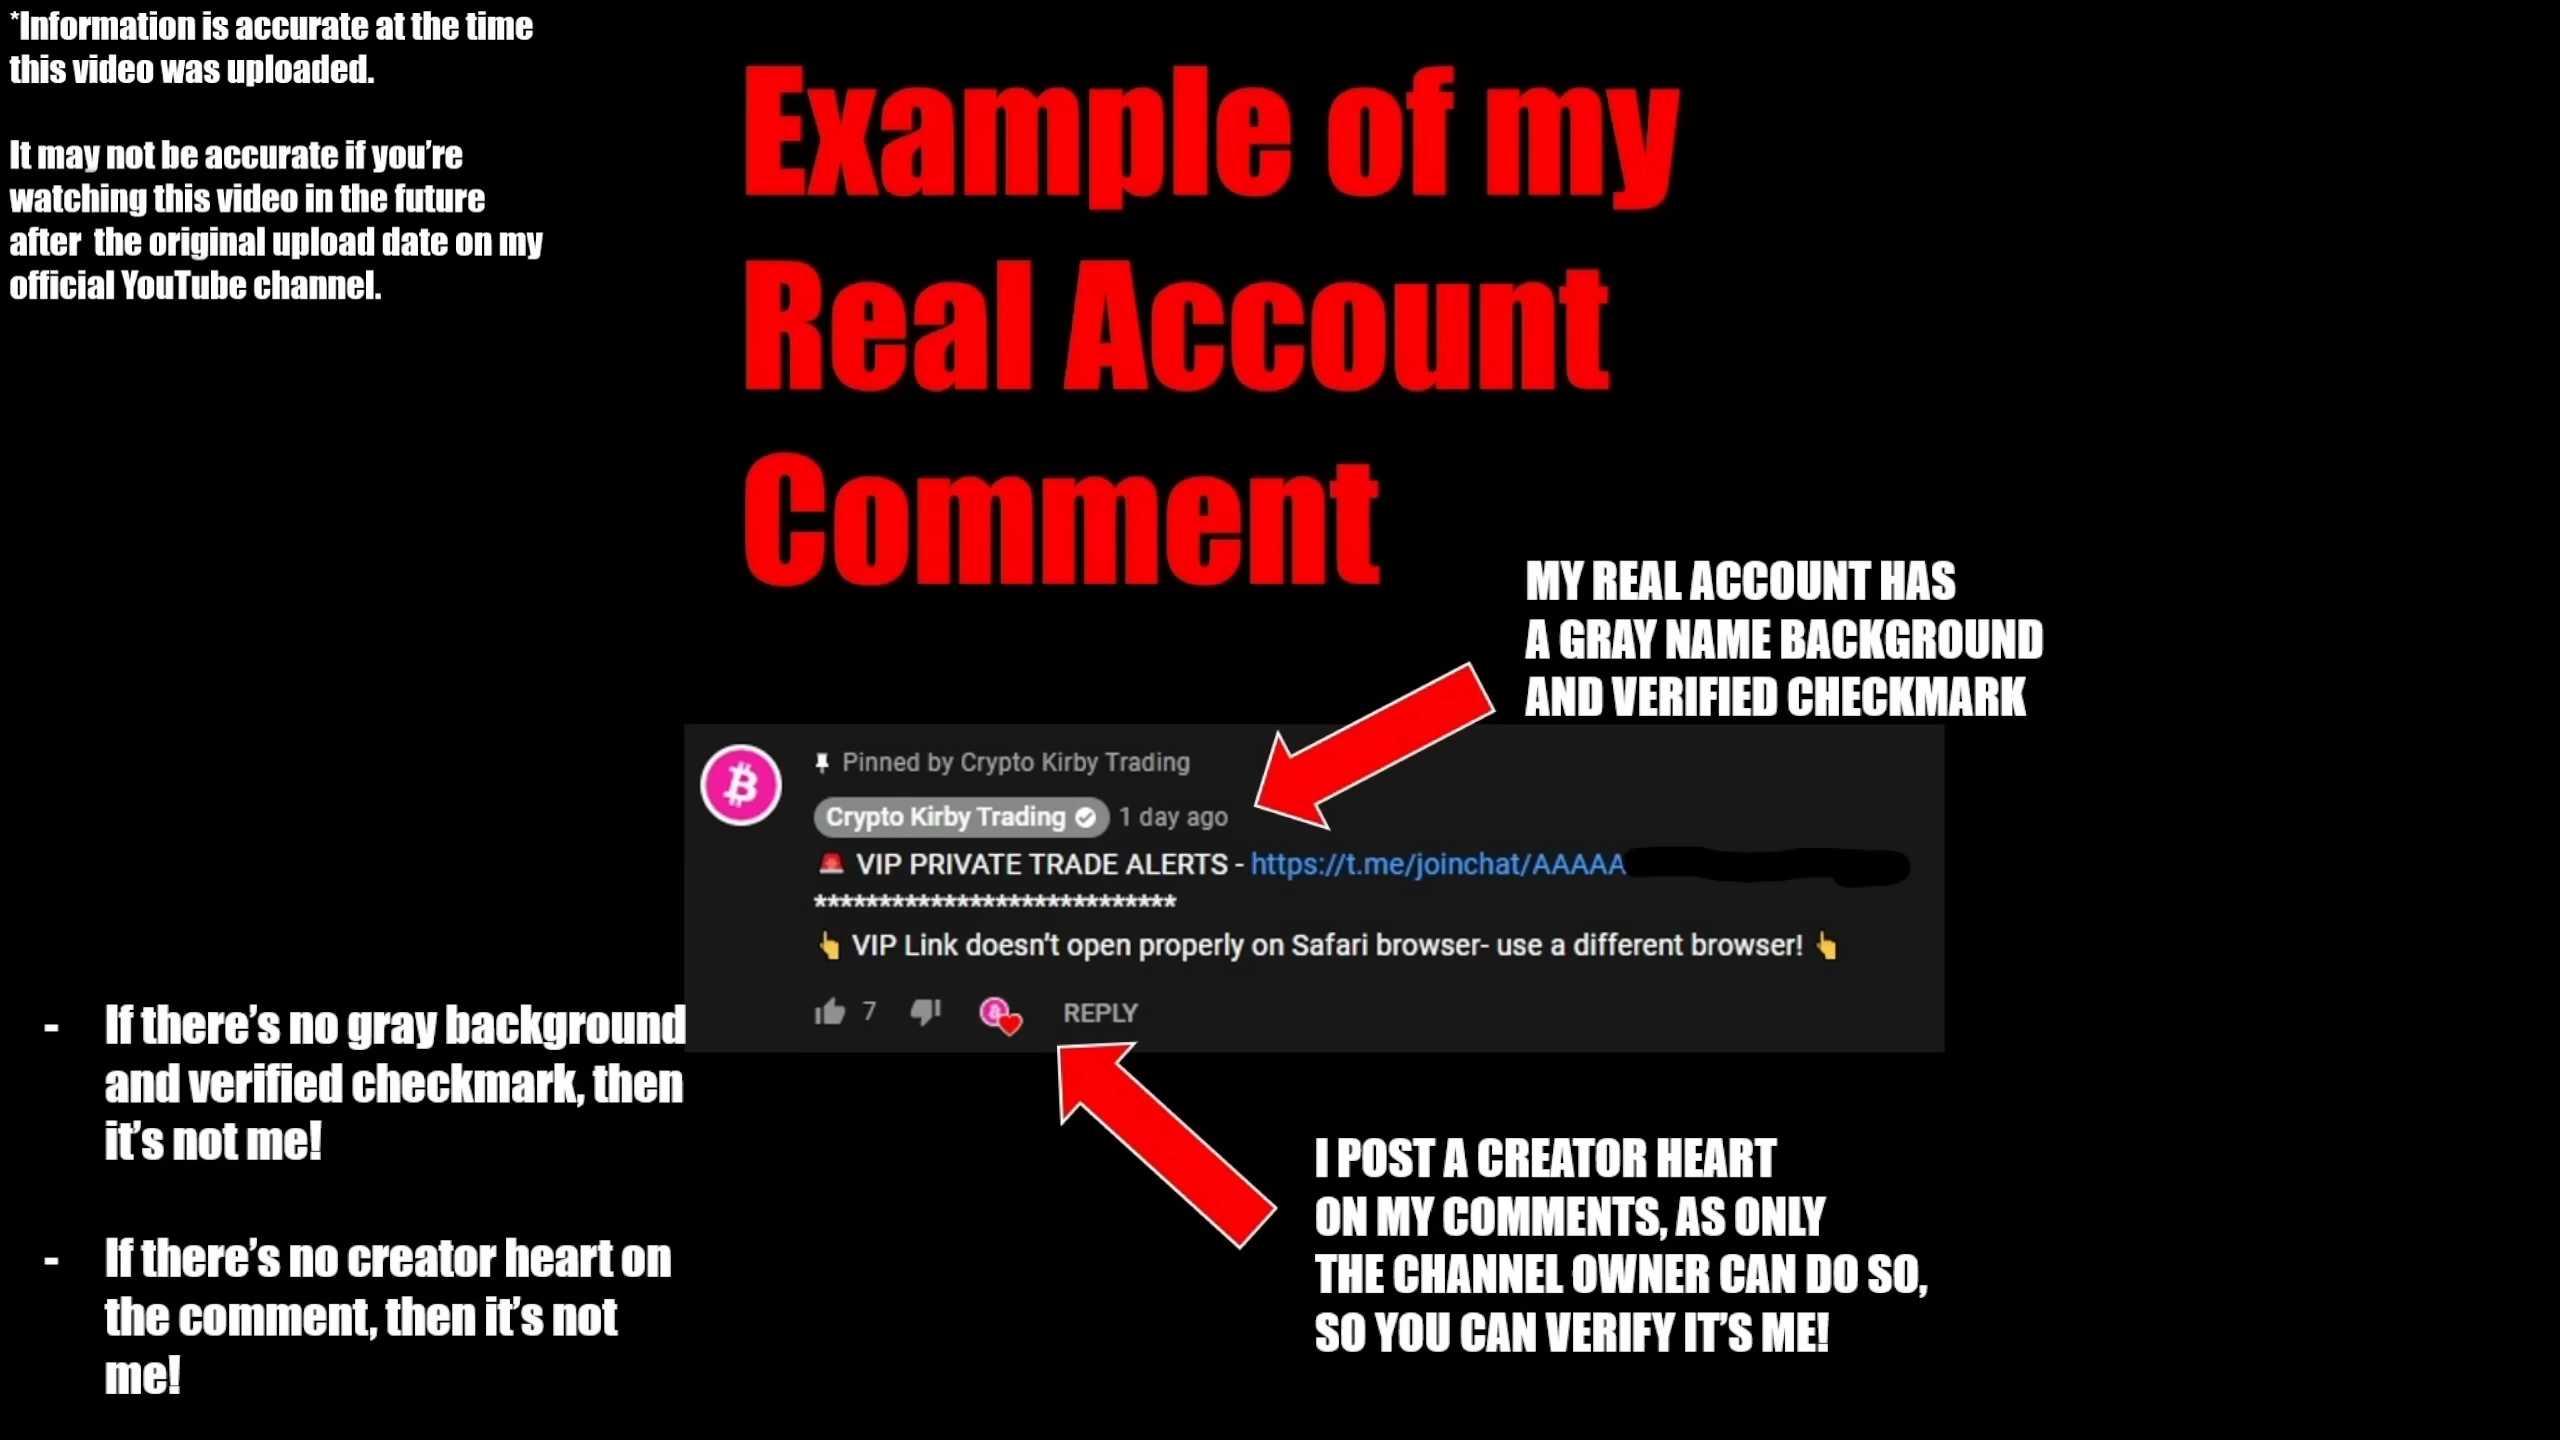 *Information is accurate at the time
this video was uploaded.
It may not be accurate if you're
watching this video in the future
after the original upload date on my
official YouTube channel.
Example of my
Real Account
Comment
MY REAL ACCOUNT HAS
A GRAY NAME BACKGROUND
AND VERIFIED CHECKMARK
Pinned by Crypto Kirby Trading
Crypto Kirby Trading 1 day ago
🚨 VIP PRIVATE TRADE ALERTS - https://t.me/joinchat/AAAAA
****************************
👆 VIP Link doesn't open properly on Safari browser- use a different browser! 👆
7 REPLY
- If there's no gray background
and verified checkmark, then
it's not me!
- If there's no creator heart on
the comment, then it's not
me!
I POST A CREATOR HEART
ON MY COMMENTS, AS ONLY
THE CHANNEL OWNER CAN DO SO,
SO YOU CAN VERIFY IT'S ME!